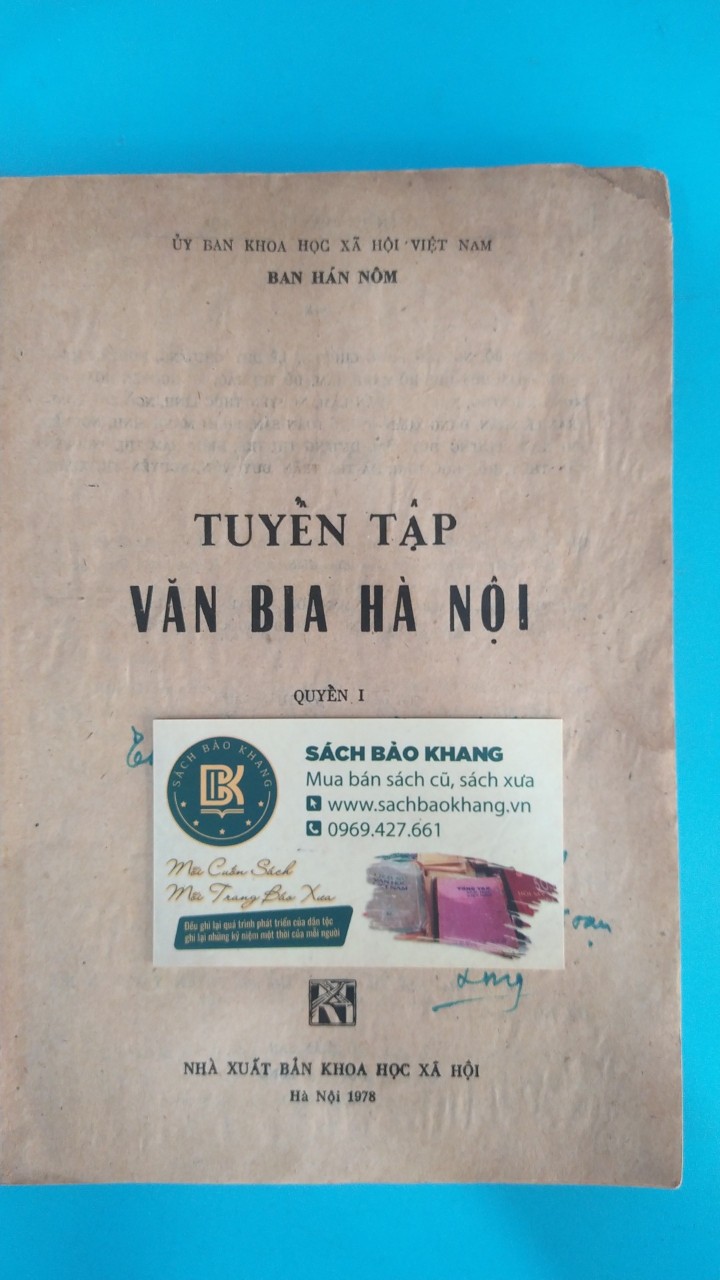 ỦY BAN KHOA HỌC XÃ HỘI VIỆT NAM
BAN HÁN NÔM
TUYỂN TẬP
VĂN BIA HÀ NỘI
QUYỂN I
SÁCH BẢO KHANG
BK
SÁCH BẢO KHANG
Mua bán sách cũ, sách xưa
www.sachbaokhang.vn
0969.427.661
Mỗi Cuốn Sách
Mỗi Trang Báo Xưa
Đều ghi lại quá trình phát triển của dân tộc
ghi lại những kỷ niệm một thời của mỗi người
NHÀ XUẤT BẢN KHOA HỌC XÃ HỘI
Hà Nội 1978